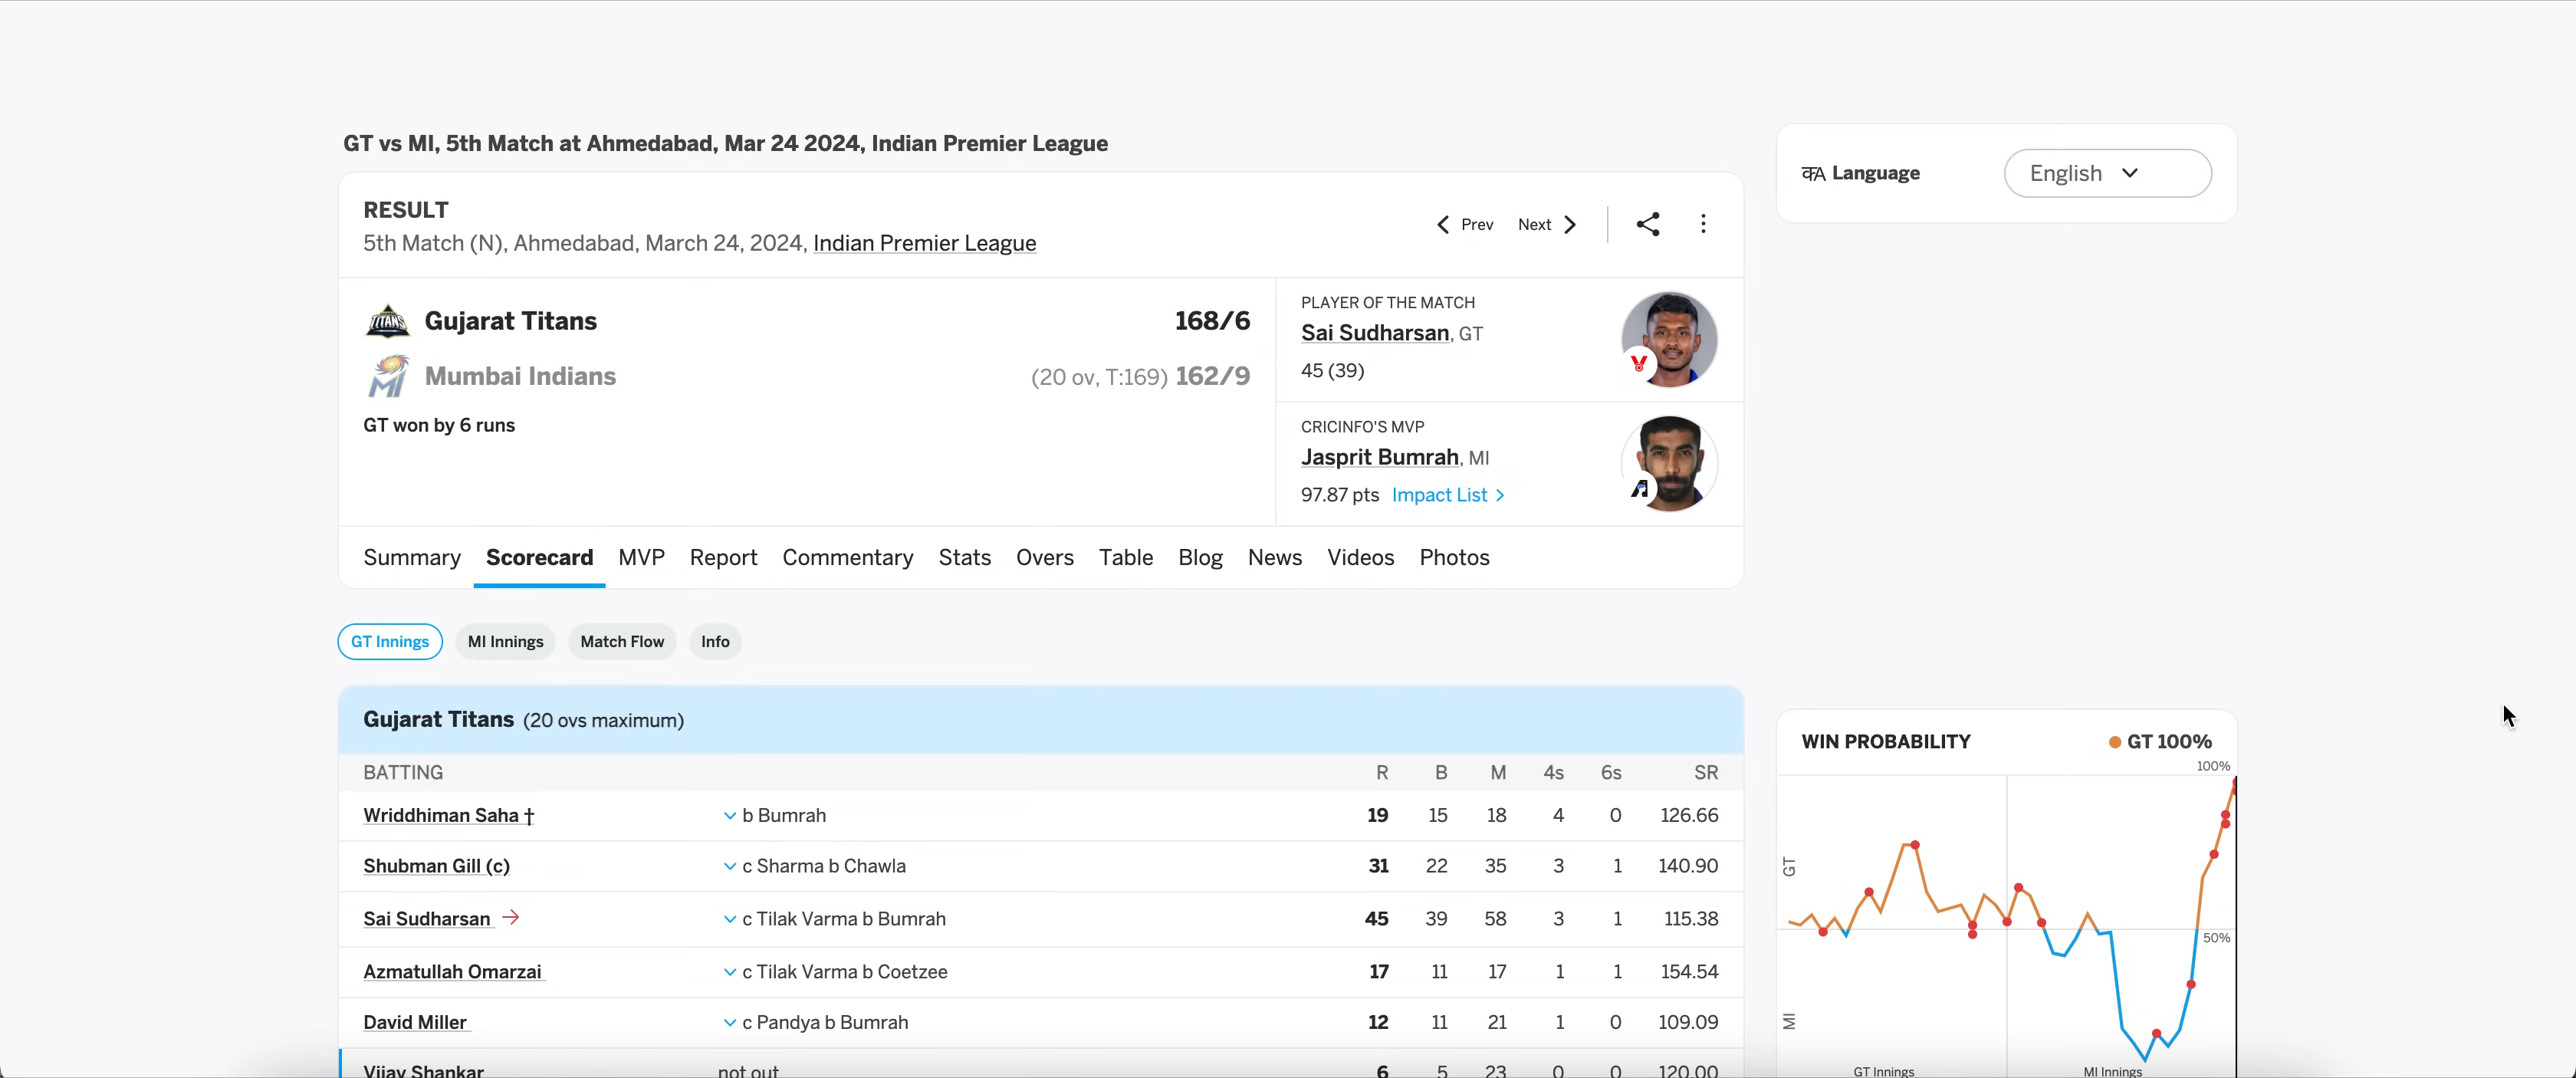 GT vs MI, 5th Match at Ahmedabad, Mar 24 2024, Indian Premier League
क्A Language English
RESULT
5th Match (N), Ahmedabad, March 24, 2024, Indian Premier League
Prev Next
TITANS Gujarat Titans 168/6
MI Mumbai Indians (20 ov, T:169) 162/9
GT won by 6 runs
PLAYER OF THE MATCH
Sai Sudharsan, GT
45 (39)
CRICINFO'S MVP
Jasprit Bumrah, MI
97.87 pts Impact List >
Summary Scorecard MVP Report Commentary Stats Overs Table Blog News Videos Photos
GT Innings MI Innings Match Flow Info
Gujarat Titans (20 ovs maximum)
BATTING R B M 4s 6s SR
Wriddhiman Saha † b Bumrah 19 15 18 4 0 126.66
Shubman Gill (c) c Sharma b Chawla 31 22 35 3 1 140.90
Sai Sudharsan → c Tilak Varma b Bumrah 45 39 58 3 1 115.38
Azmatullah Omarzai c Tilak Varma b Coetzee 17 11 17 1 1 154.54
David Miller c Pandya b Bumrah 12 11 21 1 0 109.09
Vijay Shankar not out 6 5 23 0 0 120.00
WIN PROBABILITY GT 100%
100%
GT
50%
MI
GT Innings MI Innings